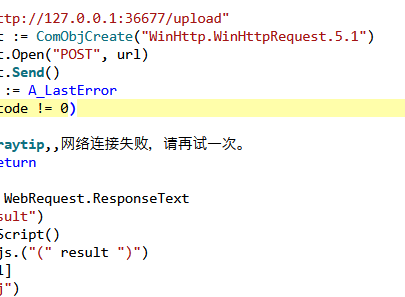 ttp://127.0.0.1:36677/upload"
t := ComObjCreate("WinHttp.WinHttpRequest.5.1")
t.Open("POST", url)
t.Send()
:= A_LastError
code != 0)
raytip,,网络连接失败，请再试一次。
eturn
WebRequest.ResponseText
sult")
Script()
js.("(" result ")")
l]
j")